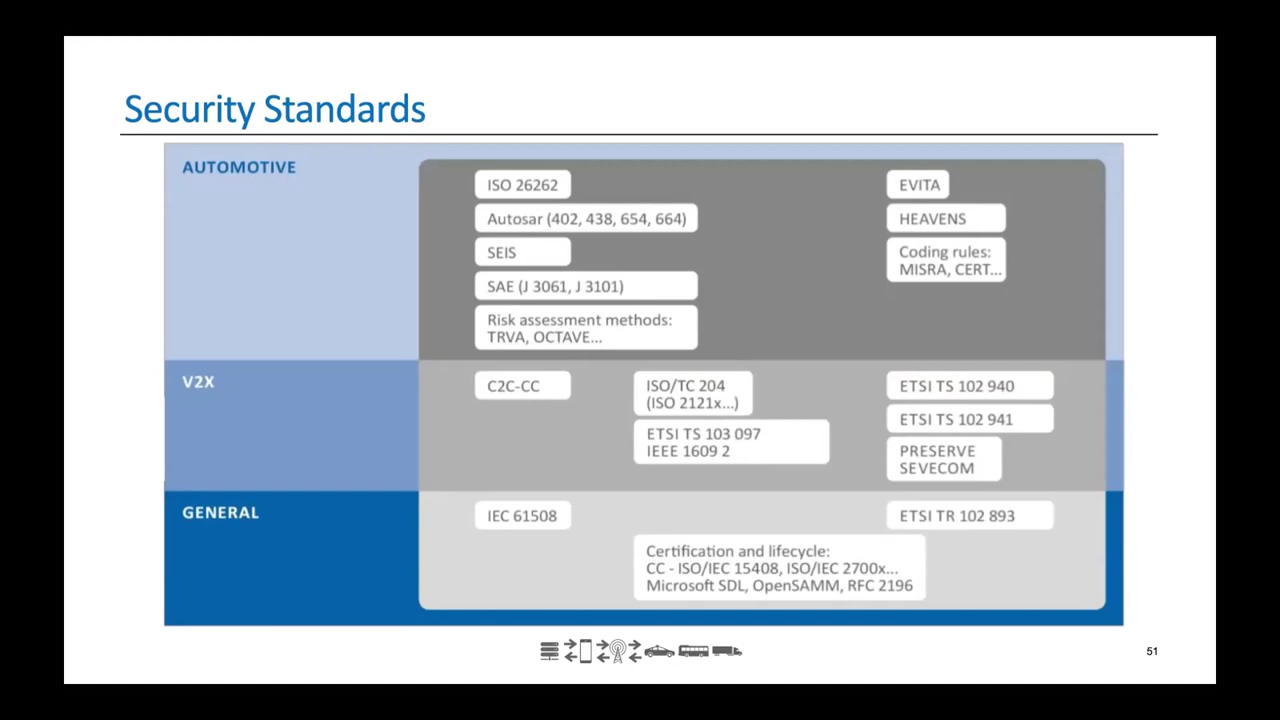 Security Standards
AUTOMOTIVE
ISO 26262
Autosar (402, 438, 654, 664)
SEIS
SAE (J 3061, J 3101)
Risk assessment methods:
TRVA, OCTAVE...
EVITA
HEAVENS
Coding rules:
MISRA, CERT...
V2X
C2C-CC
ISO/TC 204
(ISO 2121x...)
ETSI TS 103 097
IEEE 1609 2
ETSI TS 102 940
ETSI TS 102 941
PRESERVE
SEVECOM
GENERAL
IEC 61508
ETSI TR 102 893
Certification and lifecycle:
CC - ISO/IEC 15408, ISO/IEC 2700x...
Microsoft SDL, OpenSAMM, RFC 2196
51